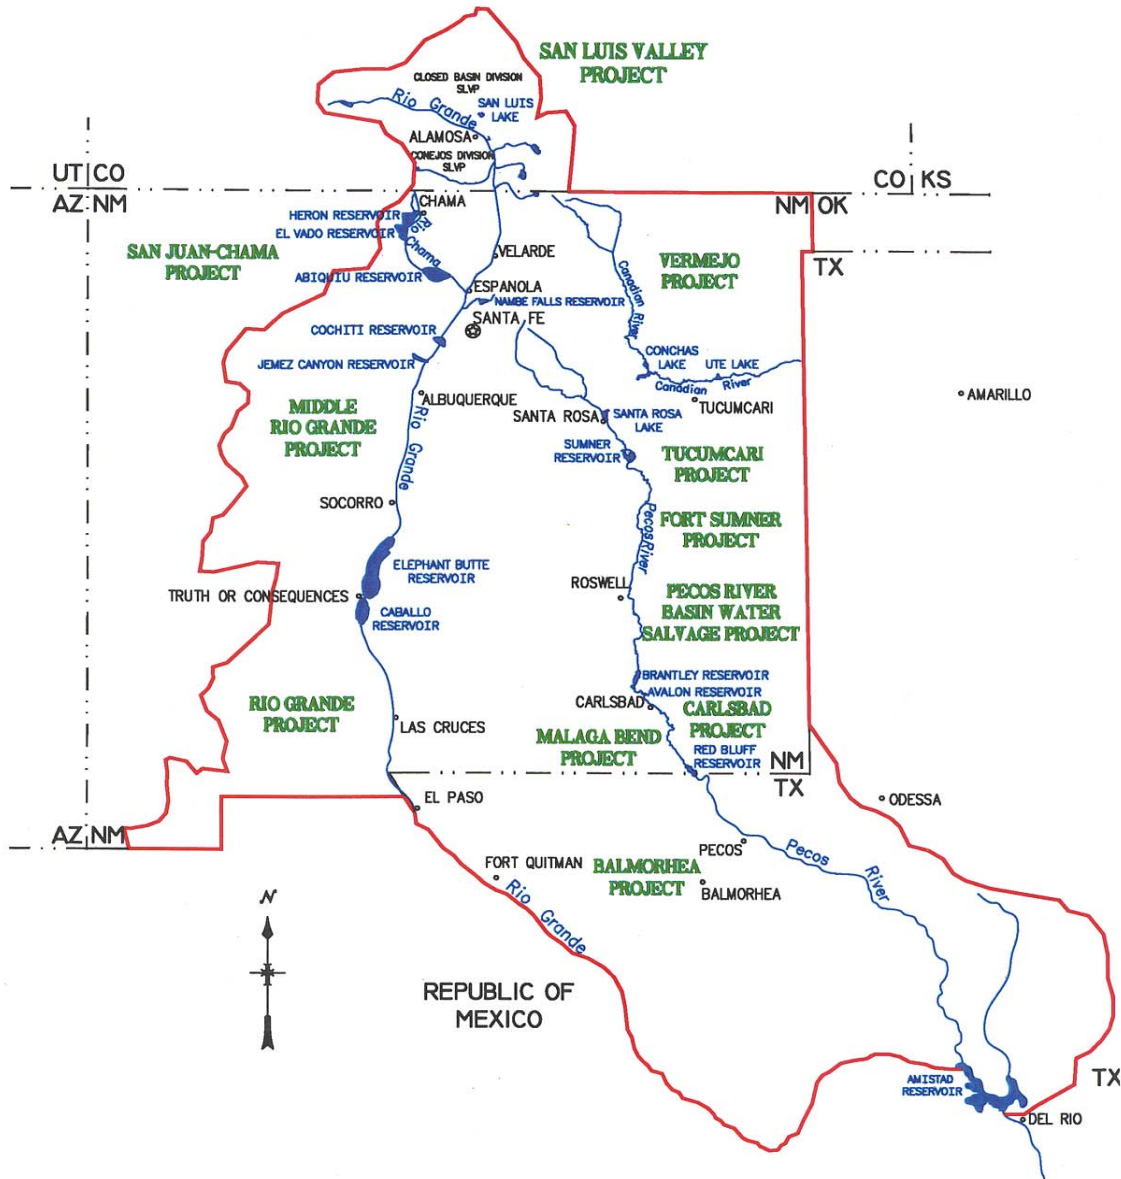 SAN LUIS VALLEY
PROJECT
CLOSED BASIN DIVISION
SLVP
Rio Grande
SAN LUIS
LAKE
ALAMOSA
CONEJOS DIVISION
SLVP
UT CO
CO KS
AZ NM
NM OK
CHAMA
HERON RESERVOIR
EL VADO RESERVOIR
Rio Chama
SAN JUAN-CHAMA
PROJECT
VELARDE
VERMEJO
PROJECT
TX
ABIQUIU RESERVOIR
ESPANOLA
NAMBE FALLS RESERVOIR
Canadian River
SANTA FE
COCHITI RESERVOIR
JEMEZ CANYON RESERVOIR
CONCHAS
LAKE
UTE LAKE
Canadian River
ALBUQUERQUE
TUCUMCARI
AMARILLO
MIDDLE
RIO GRANDE
PROJECT
Rio Grande
SANTA ROSA
SANTA ROSA
LAKE
SUMNER
RESERVOIR
TUCUMCARI
PROJECT
SOCORRO
Pecos River
FORT SUMNER
PROJECT
ELEPHANT BUTTE
RESERVOIR
ROSWELL
TRUTH OR CONSEQUENCES
CABALLO
RESERVOIR
PECOS RIVER
BASIN WATER
SALVAGE PROJECT
BRANTLEY RESERVOIR
AVALON RESERVOIR
CARLSBAD
CARLSBAD
PROJECT
RIO GRANDE
PROJECT
LAS CRUCES
MALAGA BEND
PROJECT
RED BLUFF
RESERVOIR
NM
TX
EL PASO
ODESSA
AZ NM
PECOS
Pecos River
FORT QUITMAN
BALMORHEA
PROJECT
BALMORHEA
Rio Grande
N
REPUBLIC OF
MEXICO
AMISTAD
RESERVOIR
TX
DEL RIO